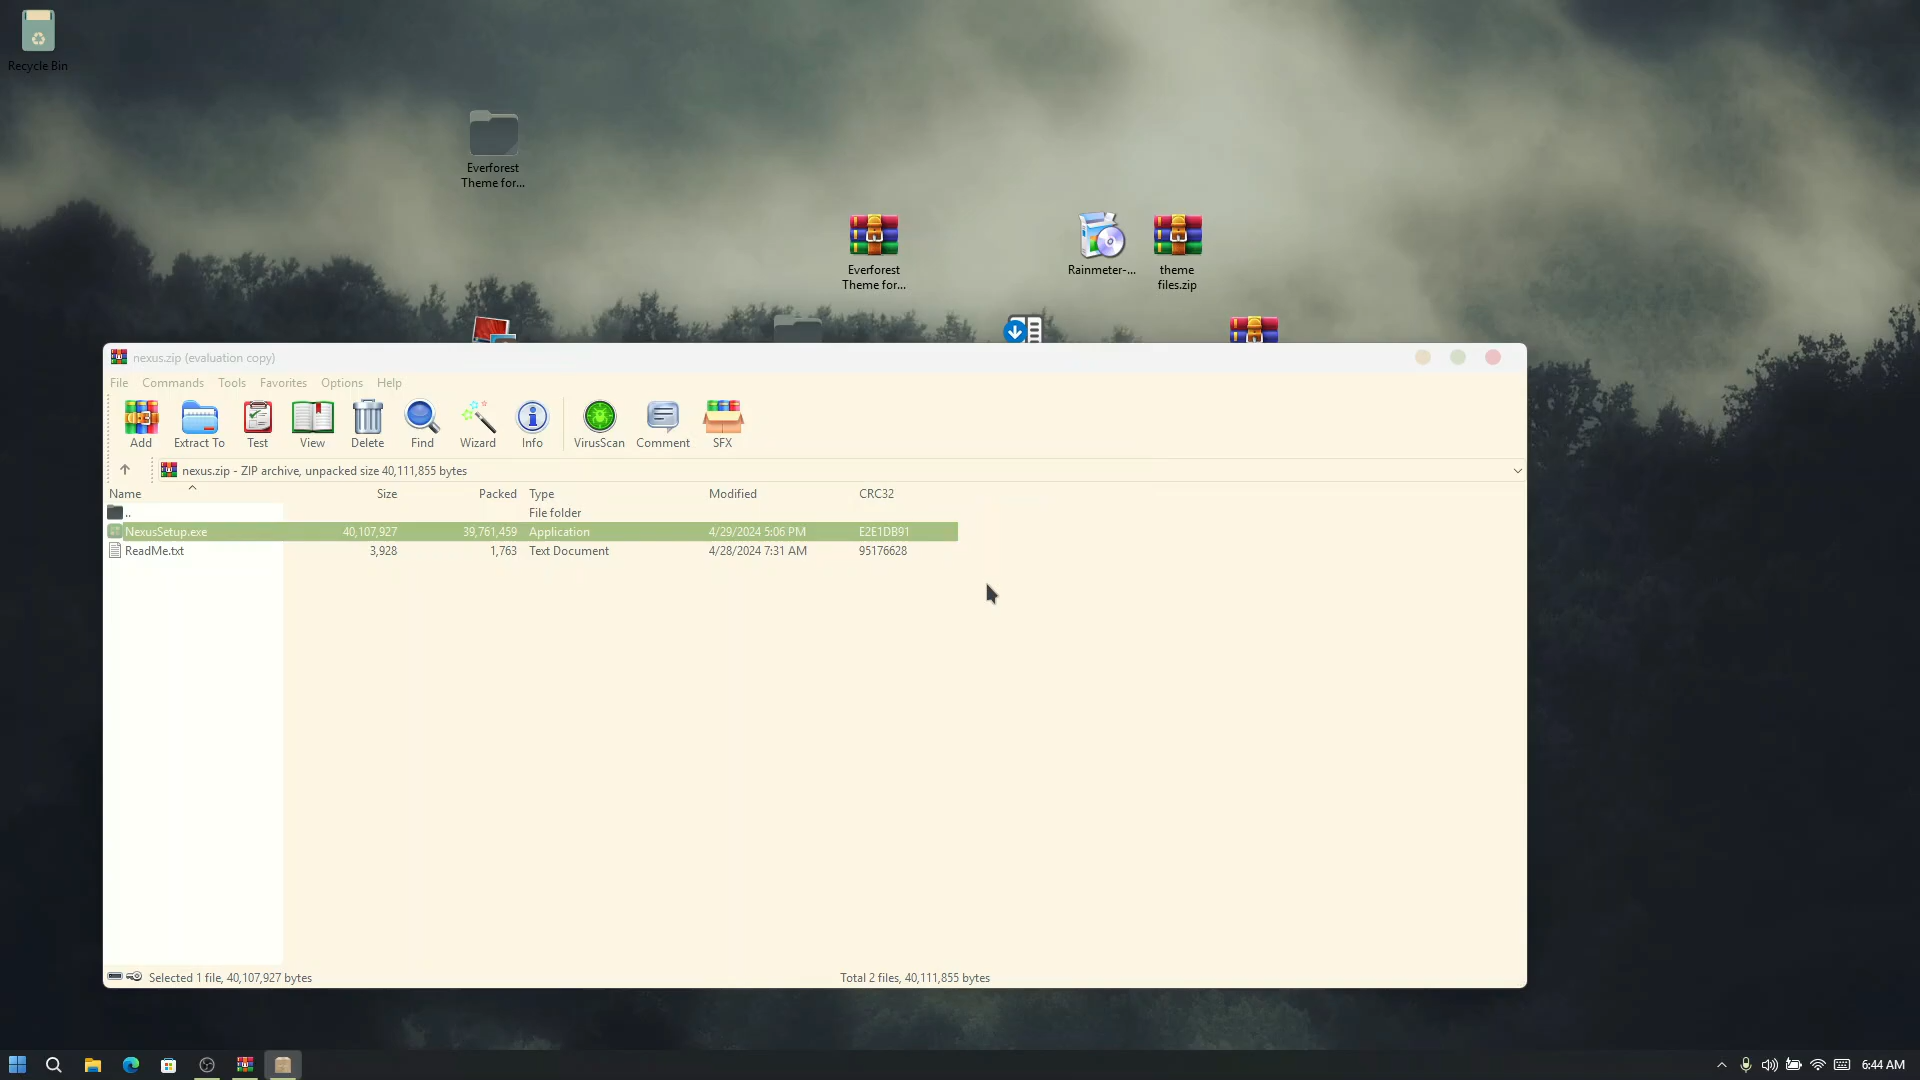 Recycle Bin
Everforest
Theme for...
Everforest
Theme for...
Rainmeter-...
theme
files.zip
nexus.zip (evaluation copy)
File Commands Tools Favorites Options Help
Add Extract To Test View Delete Find Wizard Info VirusScan Comment SFX
nexus.zip - ZIP archive, unpacked size 40,111,855 bytes
Name Size Packed Type Modified CRC32
.. File folder
NexusSetup.exe 40,107,927 39,761,459 Application 4/29/2024 5:06 PM E2E1DB91
ReadMe.txt 3,928 1,763 Text Document 4/28/2024 7:31 AM 95176628
Selected 1 file, 40,107,927 bytes Total 2 files, 40,111,855 bytes
6:44 AM